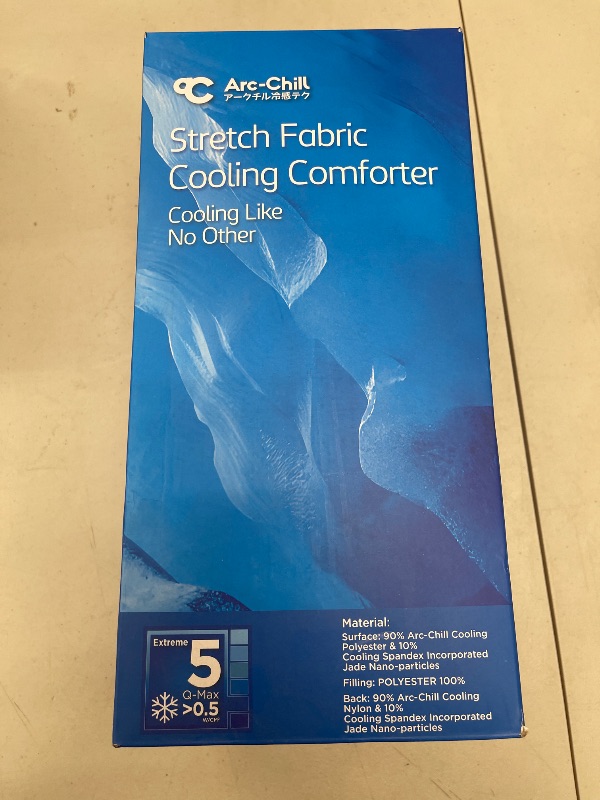 Arc-Chill
アークチル冷感テク
Stretch Fabric
Cooling Comforter
Cooling Like
No Other
Extreme
5
Q-Max
>0.5
W/CM²
Material:
Surface: 90% Arc-Chill Cooling
Polyester & 10%
Cooling Spandex Incorporated
Jade Nano-particles
Filling: POLYESTER 100%
Back: 90% Arc-Chill Cooling
Nylon & 10%
Cooling Spandex Incorporated
Jade Nano-particles